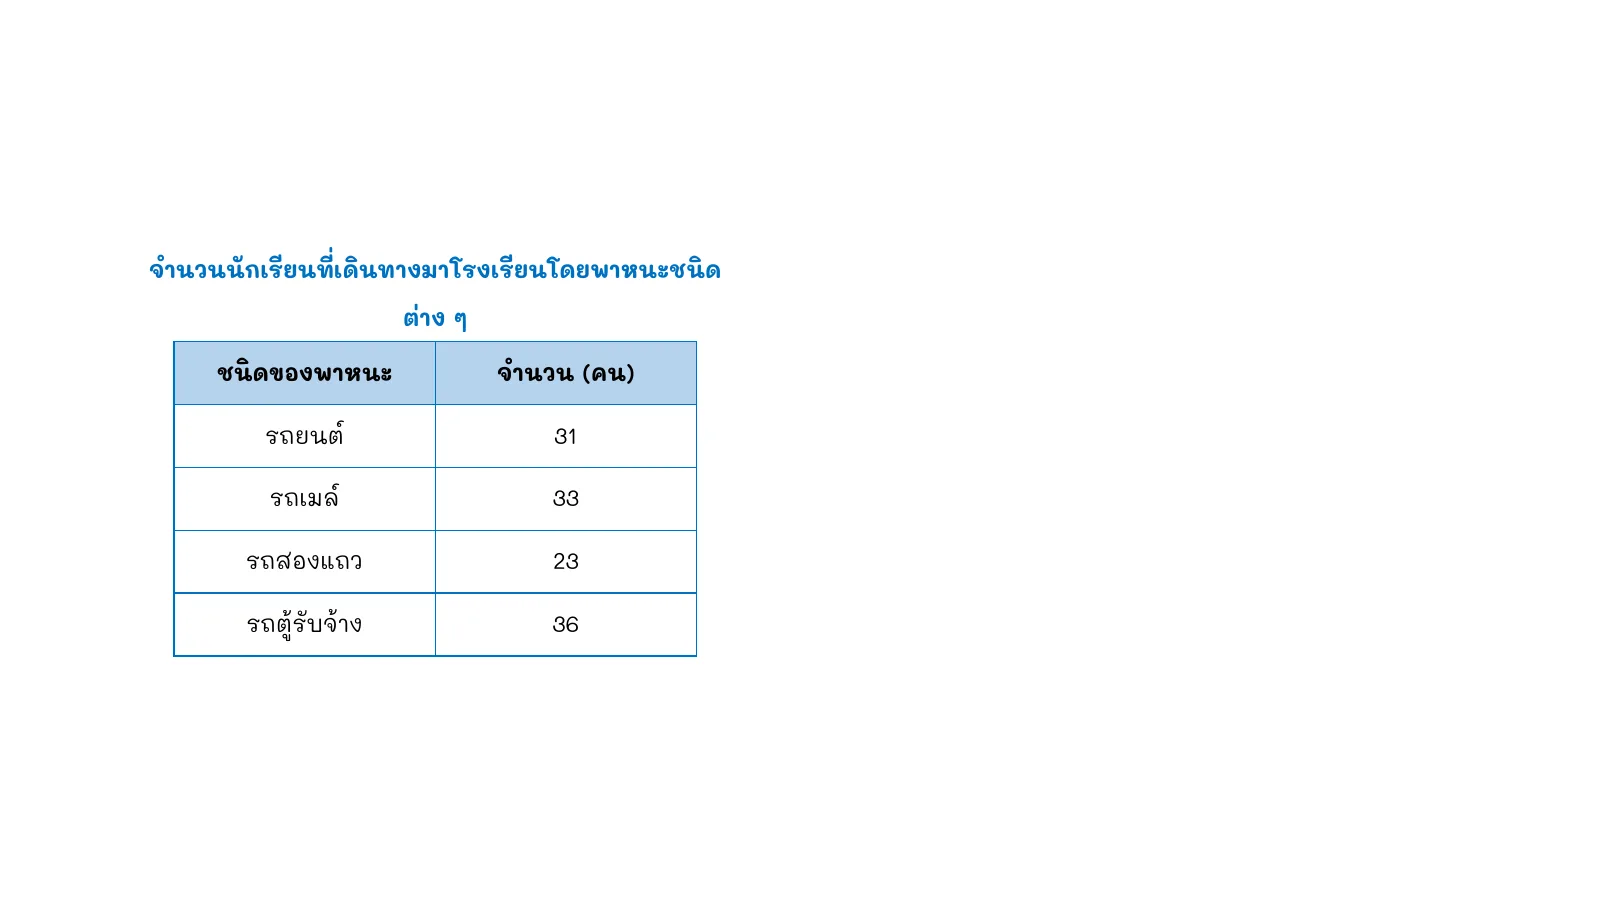 จำนวนนักเรียนที่เดินทางมาโรงเรียนโดยพาหนะชนิด
ต่าง ๆ
ชนิดของพาหนะ จำนวน (คน)
รถยนต์ 31
รถเมล์ 33
รถสองแถว 23
รถตู้รับจ้าง 36